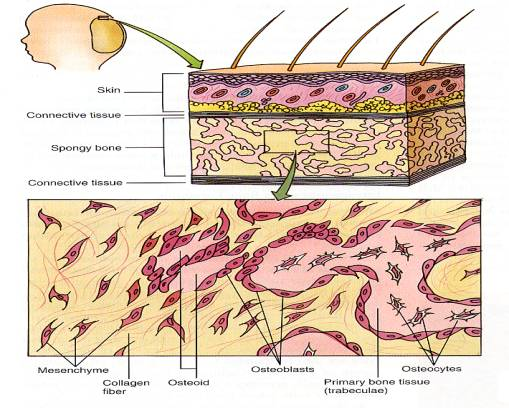 Skin
Connective tissue
Spongy bone
Connective tissue
Mesenchyme
Collagen
fiber
Osteoid
Osteoblasts
Primary bone tissue
(trabeculae)
Osteocytes